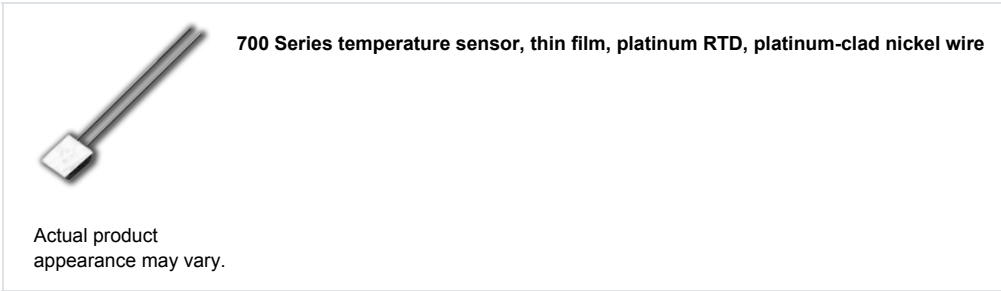 700 Series temperature sensor, thin film, platinum RTD, platinum-clad nickel wire
Actual product
appearance may vary.